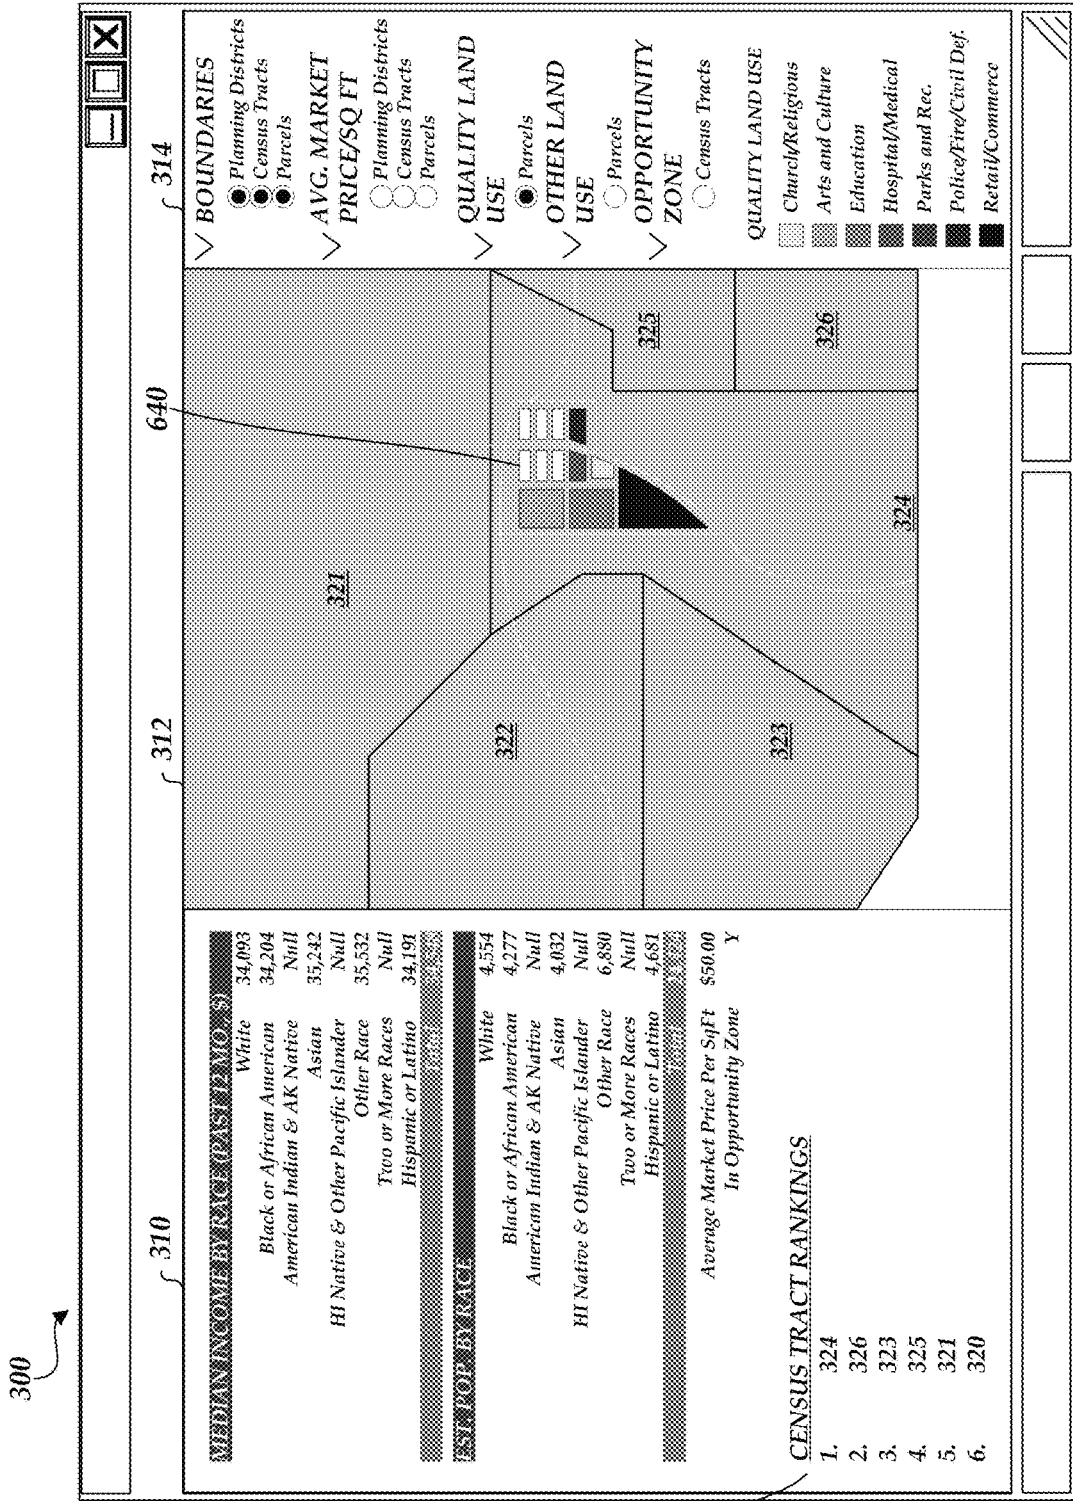 300
310
312
640
314
MEDIAN INCOME BY RACE (PAST 12 MO. $)
White 34,093
Black or African American 34,204
American Indian & AK Native Null
Asian 35,242
HI Native & Other Pacific Islander Null
Other Race 35,532
Two or More Races Null
Hispanic or Latino 34,191
EST. POP. BY RACE
White 4,554
Black or African American 4,277
American Indian & AK Native Null
Asian 4,032
HI Native & Other Pacific Islander Null
Other Race 6,880
Two or More Races Null
Hispanic or Latino 4,681
Average Market Price Per SqFt $50.00
In Opportunity Zone Y
CENSUS TRACT RANKINGS
1. 324
2. 326
3. 323
4. 325
5. 321
6. 320
321
322
323
324
325
326
BOUNDARIES
Planning Districts
Census Tracts
Parcels
AVG. MARKET
PRICE/SQ FT
Planning Districts
Census Tracts
Parcels
QUALITY LAND
USE
Parcels
OTHER LAND
USE
Parcels
OPPORTUNITY
ZONE
Census Tracts
QUALITY LAND USE
Church/Religious
Arts and Culture
Education
Hospital/Medical
Parks and Rec.
Police/Fire/Civil Def.
Retail/Commerce